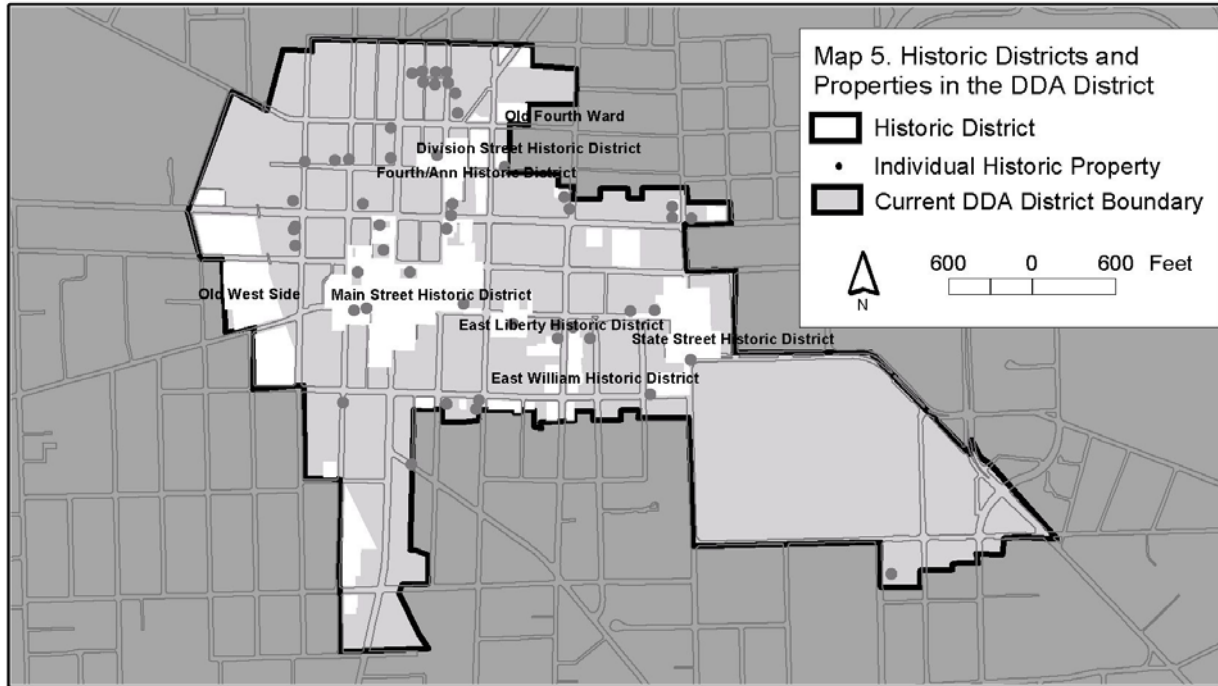 Map 5. Historic Districts and
Properties in the DDA District
Historic District
Individual Historic Property
Current DDA District Boundary
600 0 600 Feet
N
Old Fourth Ward
Division Street Historic District
Fourth/Ann Historic District
Old West Side
Main Street Historic District
East Liberty Historic District
State Street Historic District
East William Historic District